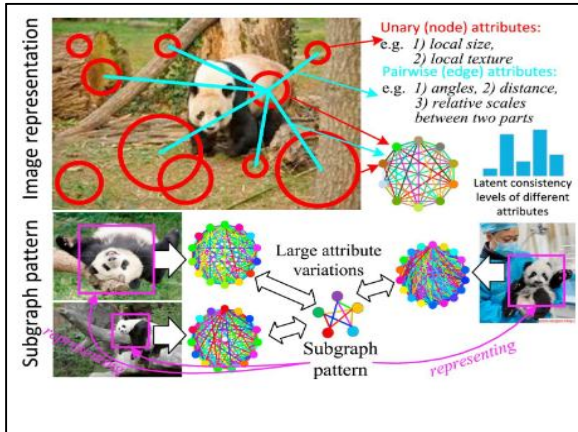 Image representation
Unary (node) attributes:
e.g. 1) local size,
2) local texture
Pairwise (edge) attributes:
e.g. 1) angles, 2) distance,
3) relative scales
between two parts
Latent consistency
levels of different
attributes
Subgraph pattern
Large attribute
variations
Subgraph
pattern
representing
representing